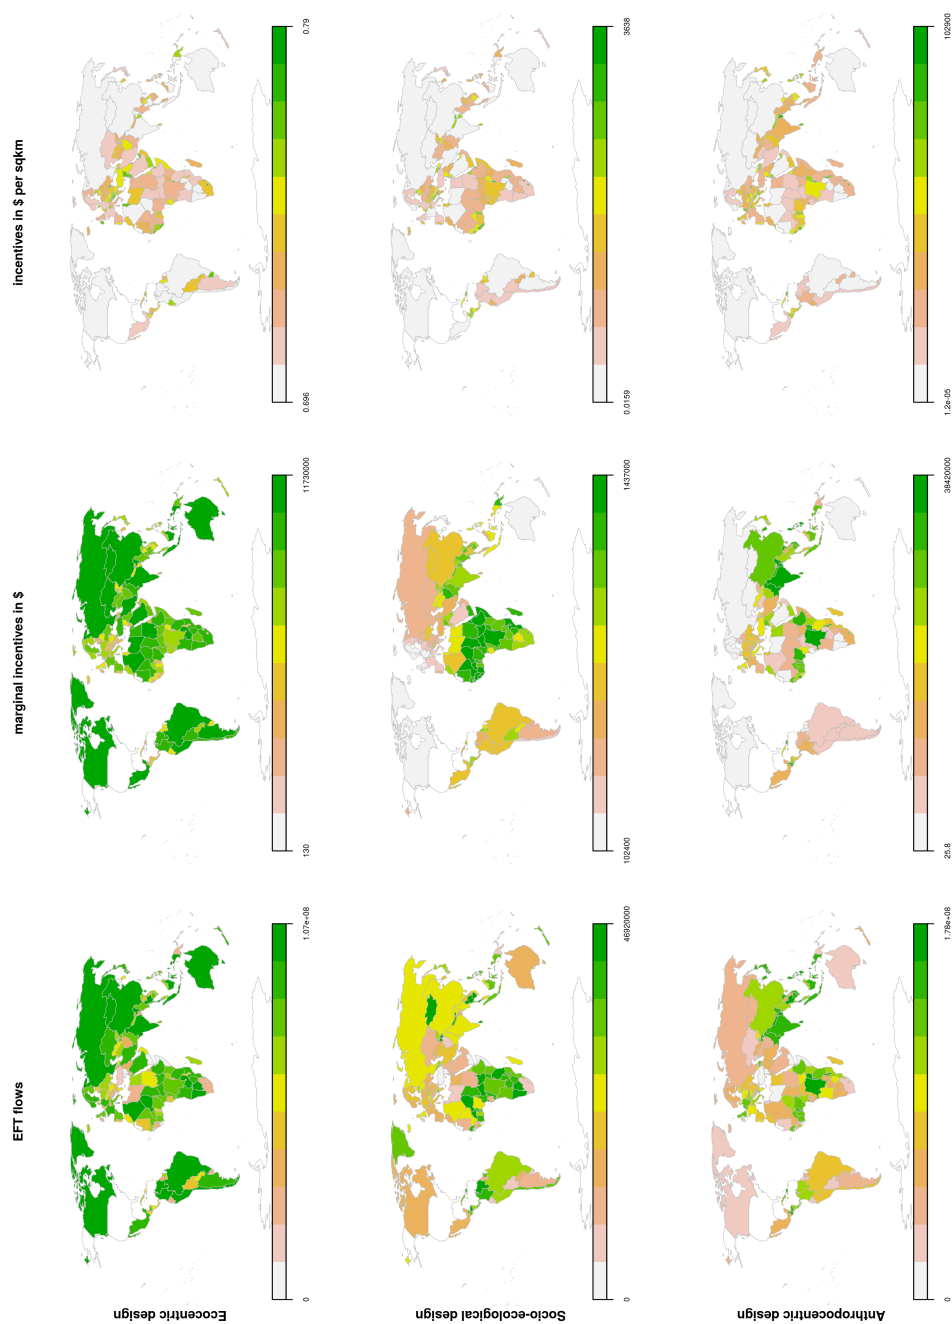 EFT flows
marginal incentives in $
incentives in $ per sqkm
Ecocentric design
0
1.07e+08
130
11730000
0.696
0.79
Socio-ecological design
0
46920000
102400
1437000
0.0159
3638
Anthropocentric design
0
1.78e+08
25.8
38420000
1.2e-05
102900